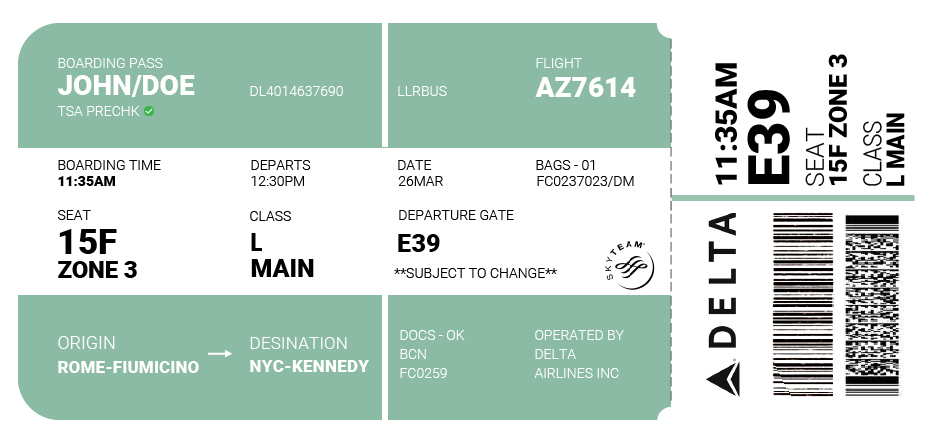 BOARDING PASS
JOHN/DOE
TSA PRECHK
DL4014637690
LLRBUS
FLIGHT
AZ7614
BOARDING TIME
11:35AM
DEPARTS
12:30PM
DATE
26MAR
BAGS - 01
FC0237023/DM
SEAT
15F
ZONE 3
CLASS
L
MAIN
DEPARTURE GATE
E39
**SUBJECT TO CHANGE**
SKYTEAM
ORIGIN
ROME-FIUMICINO
DESINATION
NYC-KENNEDY
DOCS - OK
BCN
FC0259
OPERATED BY
DELTA
AIRLINES INC
11:35AM
E39
SEAT
15F ZONE 3
CLASS
L MAIN
DELTA